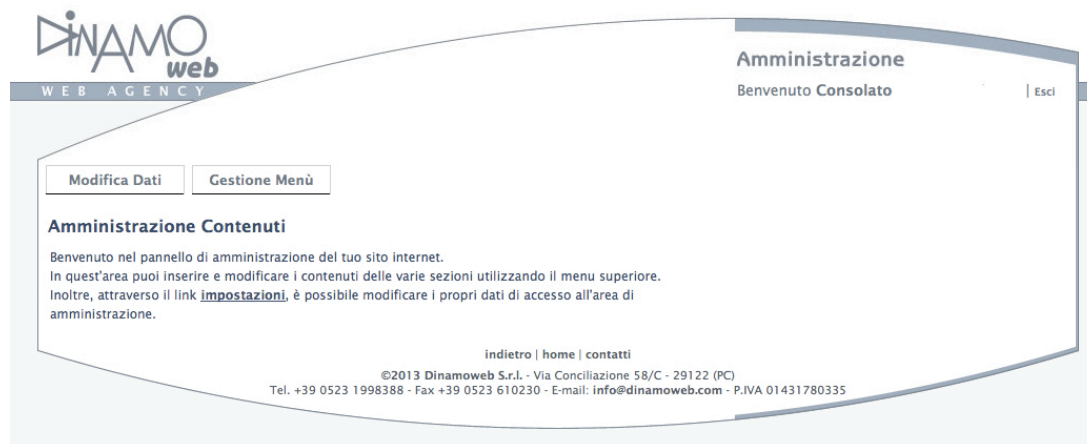 DINAMO
web
WEB AGENCY
Amministrazione
Benvenuto Consolato | Esci
Modifica Dati Gestione Menù
Amministrazione Contenuti
Benvenuto nel pannello di amministrazione del tuo sito internet.
In quest'area puoi inserire e modificare i contenuti delle varie sezioni utilizzando il menu superiore.
Inoltre, attraverso il link impostazioni, è possibile modificare i propri dati di accesso all'area di
amministrazione.
indietro | home | contatti
©2013 Dinamoweb S.r.l. - Via Conciliazione 58/C - 29122 (PC)
Tel. +39 0523 1998388 - Fax +39 0523 610230 - E-mail: info@dinamoweb.com - P.IVA 01431780335